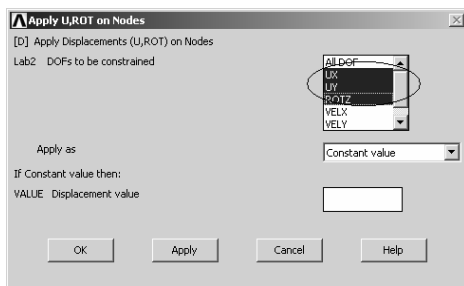 Apply U,ROT on Nodes
[D] Apply Displacements (U,ROT) on Nodes
Lab2 DOFs to be constrained
All DOF
UX
UY
ROTZ
VELX
VELY
Apply as
Constant value
If Constant value then:
VALUE Displacement value
OK Apply Cancel Help